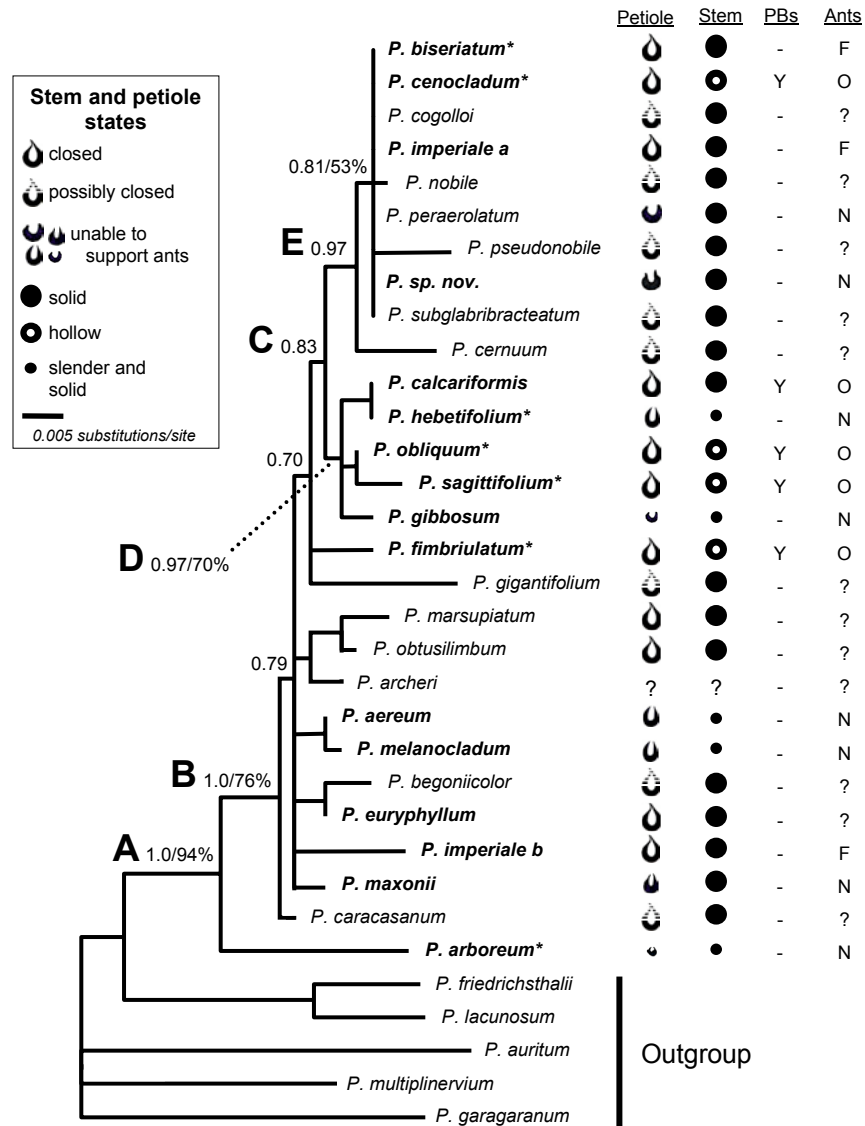 Petiole Stem PBs Ants
P. biseriatum* - F
P. cenocladum* Y O
P. cogolloi - ?
P. imperiale a - F
0.81/53%
P. nobile - ?
P. peraerolatum - N
E 0.97
P. pseudonobile - ?
P. sp. nov. - N
P. subglabribracteatum - ?
C 0.83
P. cernuum - ?
P. calcariformis Y O
P. hebetifolium* - N
P. obliquum* Y O
0.70
P. sagittifolium* Y O
P. gibbosum - N
D 0.97/70%
P. fimbriulatum* Y O
P. gigantifolium - ?
P. marsupiatum - ?
P. obtusilimbum - ?
0.79
P. archeri ? ? - ?
P. aereum - N
P. melanocladum - N
B 1.0/76%
P. begoniicolor - ?
P. euryphyllum - ?
A 1.0/94%
P. imperiale b - F
P. maxonii - N
P. caracasanum - ?
P. arboreum* - N
P. friedrichsthalii
P. lacunosum
P. auritum
P. multiplinervium
P. garagaranum
Outgroup
Stem and petiole
states
closed
possibly closed
unable to
support ants
solid
hollow
slender and
solid
0.005 substitutions/site